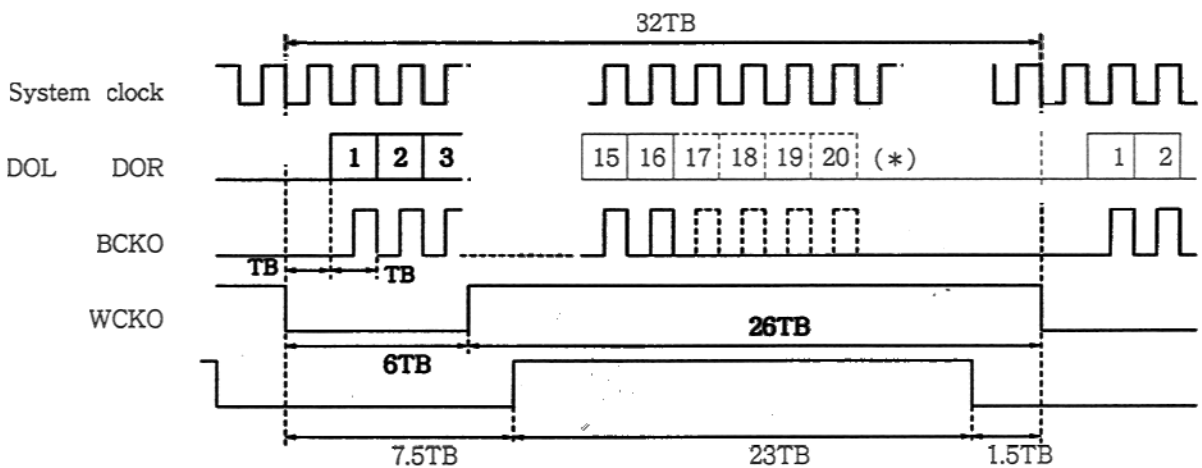 32TB
System clock
DOL DOR 1 2 3 15 16 17 18 19 20 (*) 1 2
BCKO
TB TB
WCKO
26TB
6TB
7.5TB 23TB 1.5TB